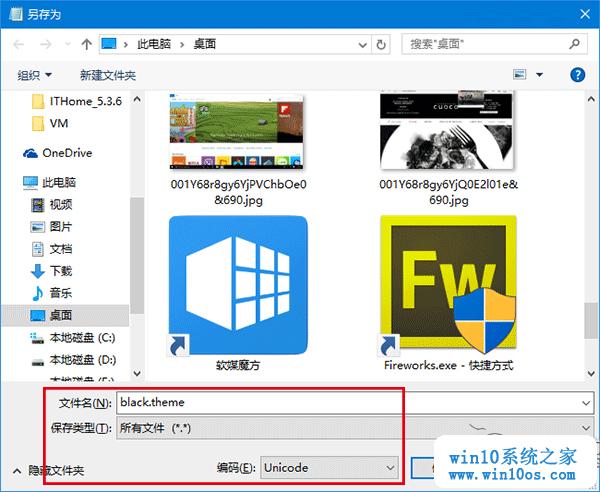 另存为
此电脑 > 桌面
搜索"桌面"
组织
新建文件夹
ITHome_5.3.6
VM
OneDrive
此电脑
视频
图片
文档
下载
音乐
桌面
本地磁盘 (C:)
本地磁盘 (D:)
CUOCO
001Y68r8gy6YjPVChbOe0
&690.jpg
001Y68r8gy6YjQ0E2l01e&
690.jpg
Fw
软媒魔方
Fireworks.exe - 快捷方式
文件名(N):
black.theme
保存类型(T):
所有文件 (*.*)
隐藏文件夹
编码(E):
Unicode
win10系统之家
www.win10os.com